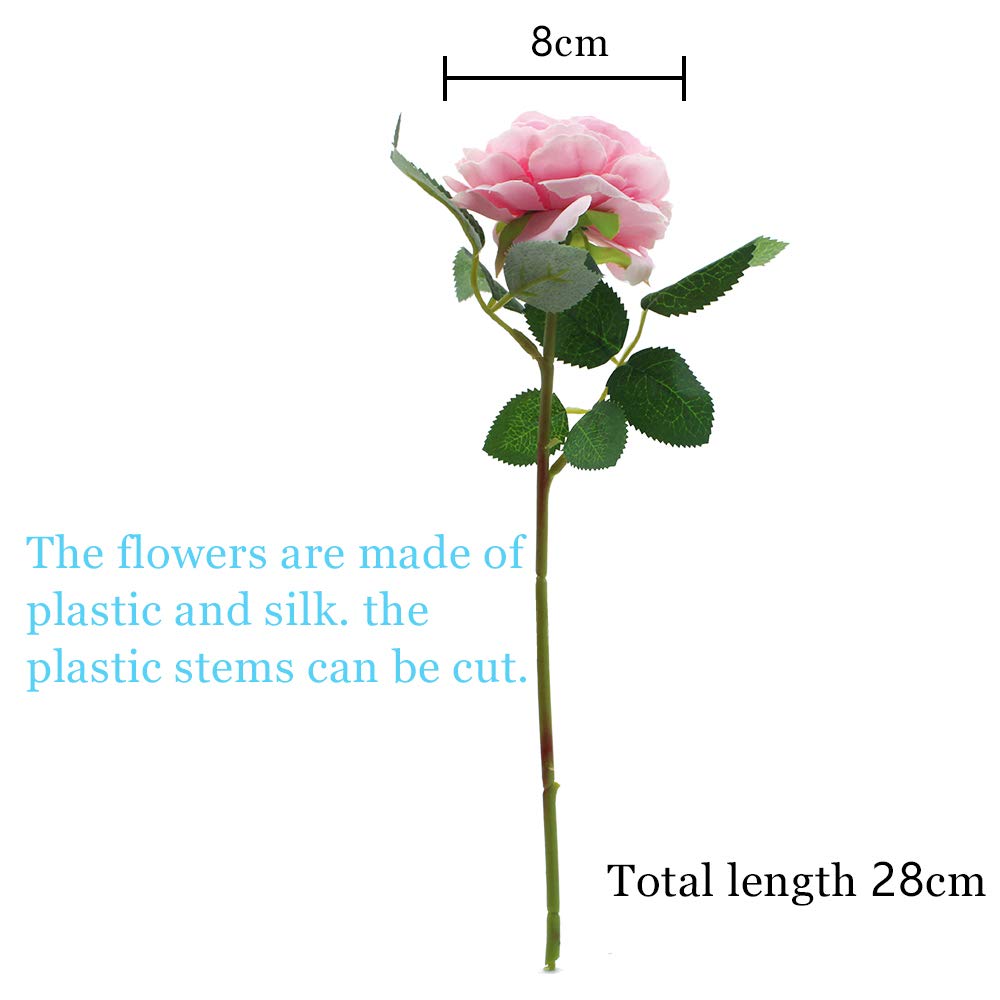 8cm
The flowers are made of
plastic and silk. the
plastic stems can be cut.
Total length 28cm